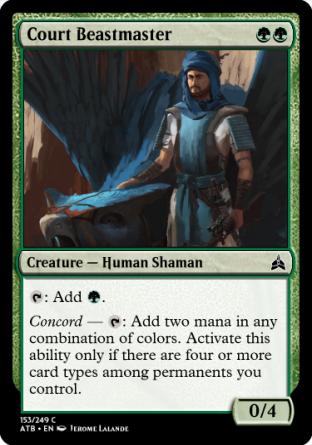 Court Beastmaster
Creature — Human Shaman
: Add .
Concord — : Add two mana in any
combination of colors. Activate this
ability only if there are four or more
card types among permanents you
control.
153/249 C
ATB • EN Jerome Lalande
0/4